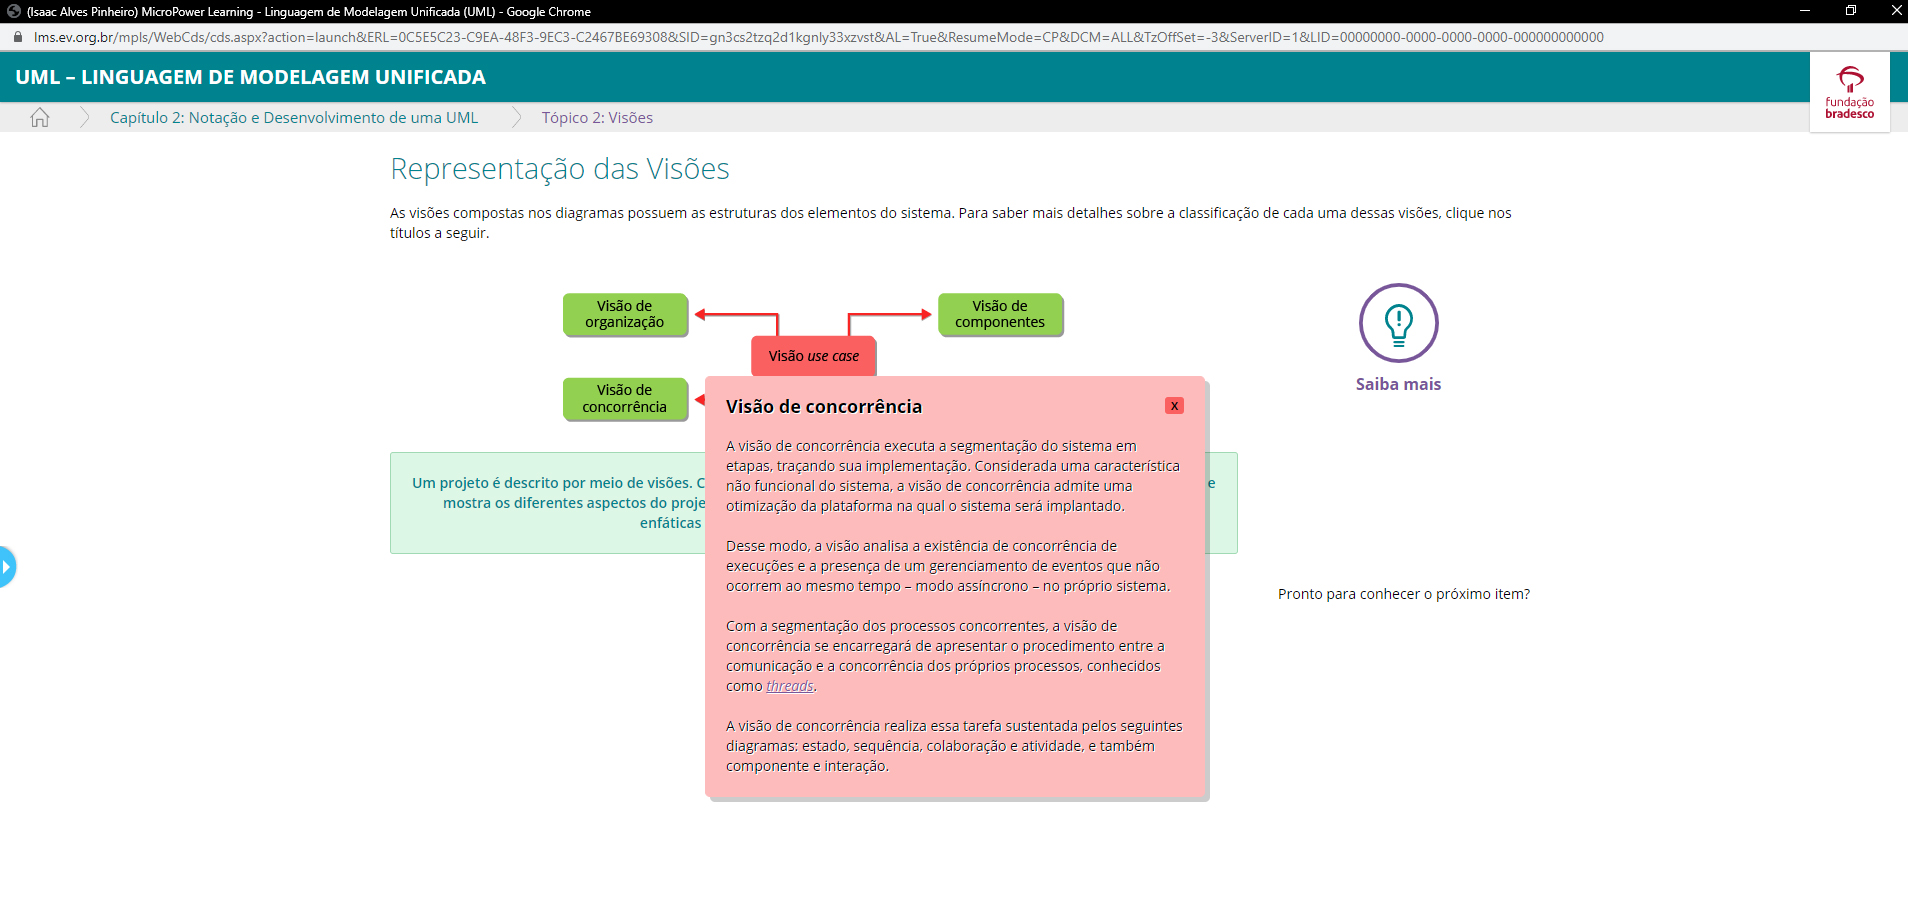 (Isaac Alves Pinheiro) MicroPower Learning - Linguagem de Modelagem Unificada (UML) - Google Chrome
lms.ev.org.br/mpls/WebCds/cds.aspx?action=launch&ERL=0C5E5C23-C9EA-48F3-9EC3-C2467BE69308&SID=gn3cs2tzq2d1kgnly33xzvst&AL=True&ResumeMode=CP&DCM=ALL&TzOffSet=-3&ServerID=1&LID=00000000-0000-0000-0000-000000000000
UML – LINGUAGEM DE MODELAGEM UNIFICADA
fundação
bradesco
Capítulo 2: Notação e Desenvolvimento de uma UML
Tópico 2: Visões
Representação das Visões
As visões compostas nos diagramas possuem as estruturas dos elementos do sistema. Para saber mais detalhes sobre a classificação de cada uma dessas visões, clique nos
títulos a seguir.
Visão de
organização
Visão de
componentes
Visão use case
Visão de
concorrência
Saiba mais
Visão de concorrência
X
A visão de concorrência executa a segmentação do sistema em
etapas, traçando sua implementação. Considerada uma característica
não funcional do sistema, a visão de concorrência admite uma
otimização da plataforma na qual o sistema será implantado.
Desse modo, a visão analisa a existência de concorrência de
execuções e a presença de um gerenciamento de eventos que não
ocorrem ao mesmo tempo – modo assíncrono – no próprio sistema.
Com a segmentação dos processos concorrentes, a visão de
concorrência se encarregará de apresentar o procedimento entre a
comunicação e a concorrência dos próprios processos, conhecidos
como threads.
A visão de concorrência realiza essa tarefa sustentada pelos seguintes
diagramas: estado, sequência, colaboração e atividade, e também
componente e interação.
Um projeto é descrito por meio de visões. C
e
mostra os diferentes aspectos do proje
enfáticas
Pronto para conhecer o próximo item?